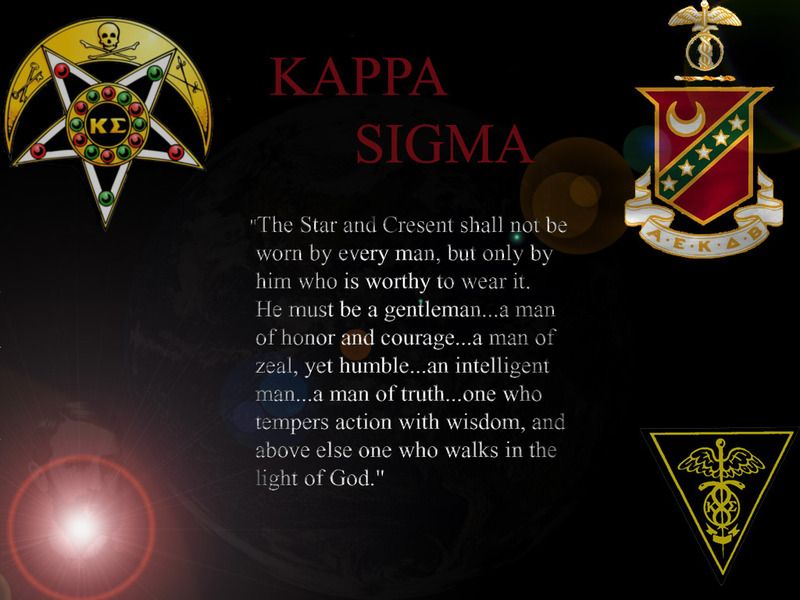 KAPPA
SIGMA
ΚΣ
Α·Ε·Κ·Δ·Β
"The Star and Cresent shall not be
worn by every man, but only by
him who is worthy to wear it.
He must be a gentleman...a man
of honor and courage...a man of
zeal, yet humble...an intelligent
man...a man of truth...one who
tempers action with wisdom, and
above else one who walks in the
light of God."
ΚΣ